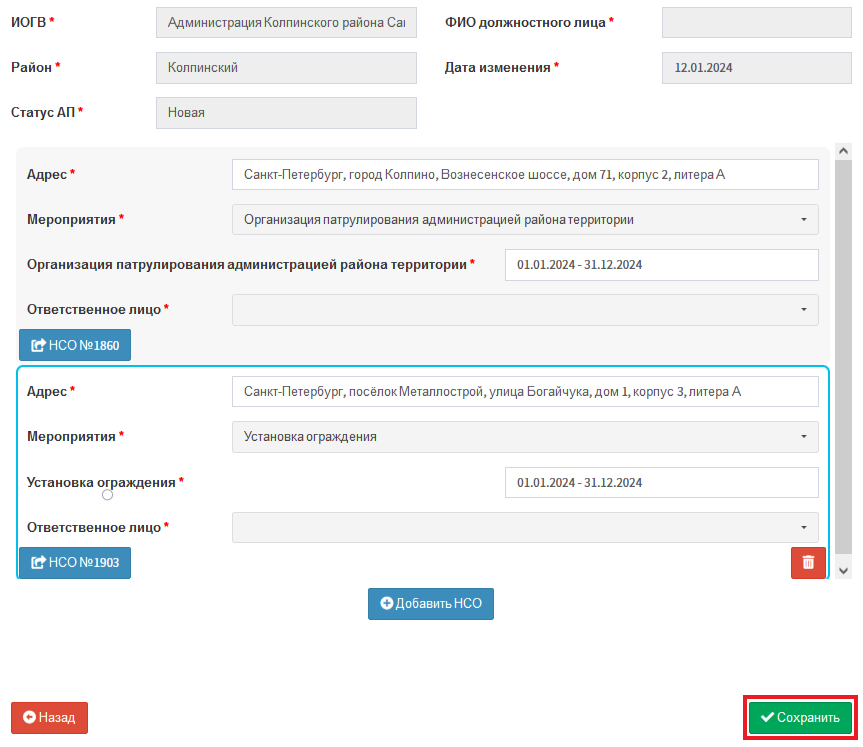 ИОГВ * Администрация Колпинского района Сан ФИО должностного лица *
Район * Колпинский Дата изменения * 12.01.2024
Статус АП * Новая
Адрес * Санкт-Петербург, город Колпино, Вознесенское шоссе, дом 71, корпус 2, литера А
Мероприятия * Организация патрулирования администрацией района территории
Организация патрулирования администрацией района территории * 01.01.2024 - 31.12.2024
Ответственное лицо *
НСО №1860
Адрес * Санкт-Петербург, посёлок Металлострой, улица Богайчука, дом 1, корпус 3, литера А
Мероприятия * Установка ограждения
Установка ограждения * 01.01.2024 - 31.12.2024
Ответственное лицо *
НСО №1903
Добавить НСО
Назад Сохранить